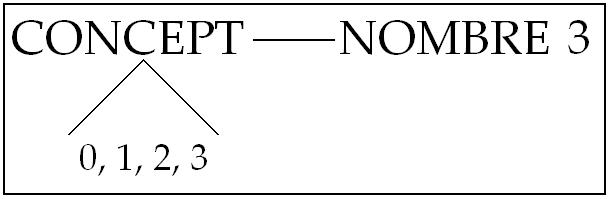 CONCEPT NOMBRE 3
0, 1, 2, 3